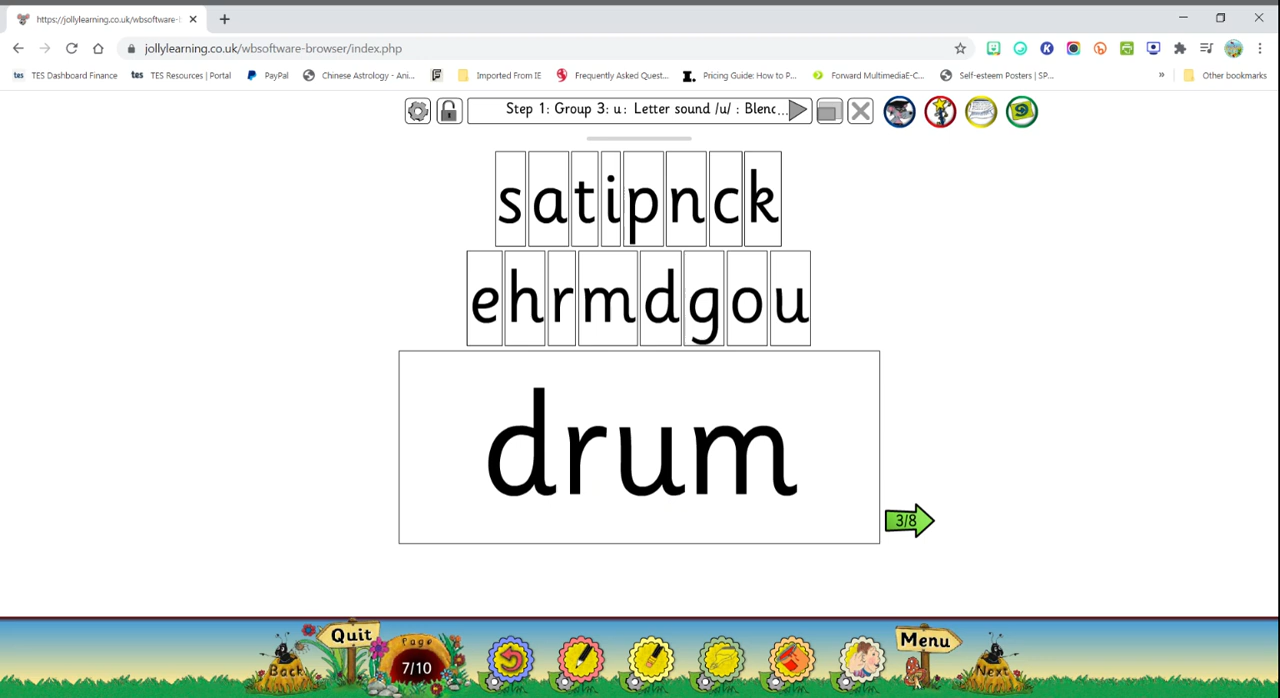 https://jollylearning.co.uk/wbsoftware-
jollylearning.co.uk/wbsoftware-browser/index.php
tes TES Dashboard Finance tes TES Resources | Portal PayPal Chinese Astrology - Ani... Imported From IE Frequently Asked Quest... Pricing Guide: How to P... Forward MultimediaE-C... Self-esteem Posters | SP... » Other bookmarks
Step 1: Group 3: u: Letter sound /u/ : Blenc...
s a t i p n c k
e h r m d g o u
drum
3/8
Back Quit Page 7/10 Menu Next